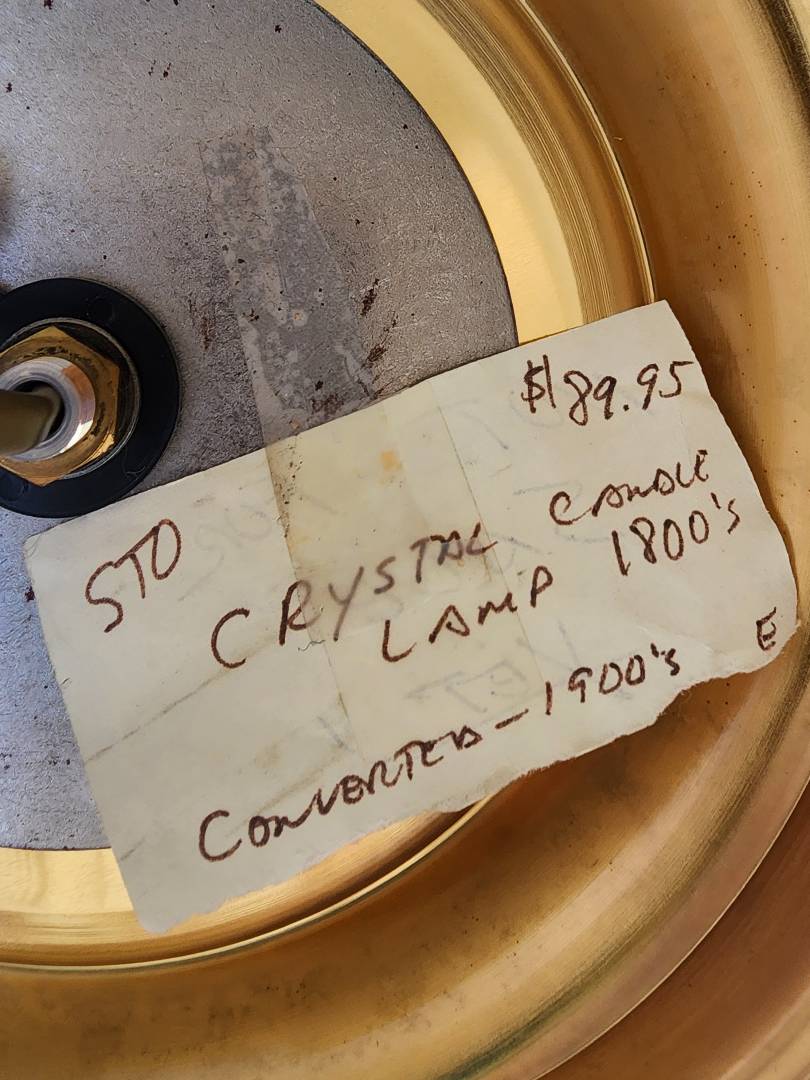 $189.95
STO
CRYSTAL CANDLE
LAMP 1800's
CONVERTED-1900's E